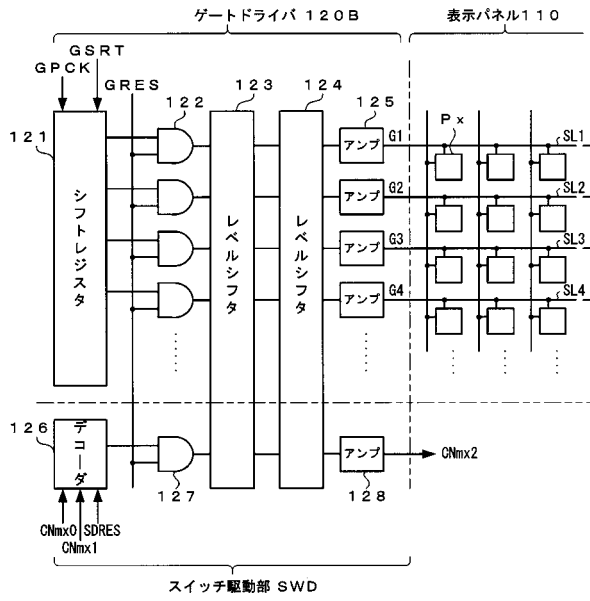 ゲートドライバ 120B
表示パネル110
GSRT
GPCK
GRES
122
123
124
125
121
シフトレジスタ
レベルシフタ
レベルシフタ
アンプ
G1
Px
SL1
アンプ
G2
SL2
アンプ
G3
SL3
アンプ
G4
SL4
126
デコーダ
127
アンプ
128
CNmx2
CNmx0
SDRES
CNmx1
スイッチ駆動部 SWD